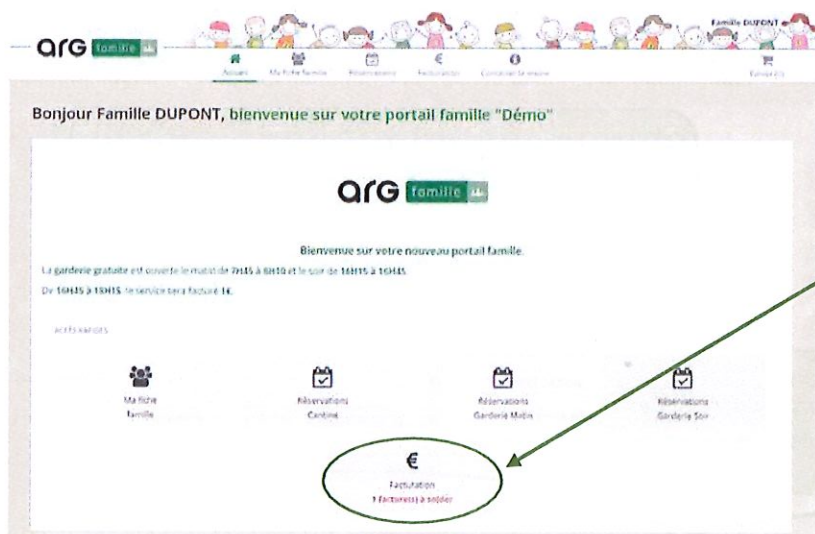 Famille DUPONT
arG famille
Accueil
Ma fiche famille
Réservations
Facturation
Contacter la mairie
Panier (0)
Bonjour Famille DUPONT, bienvenue sur votre portail famille "Démo"
arG famille
Bienvenue sur votre nouveau portail famille.
La garderie gratuite est ouverte le matin de 7H45 à 8H10 et le soir de 16H15 à 16H45
De 16H45 à 18H15, le service sera facturé 1€.
ACCÈS RAPIDES
Ma fiche
famille
Réservations
Cantine
Réservations
Garderie Matin
Réservations
Garderie Soir
€
Facturation
1 facture(s) à solder